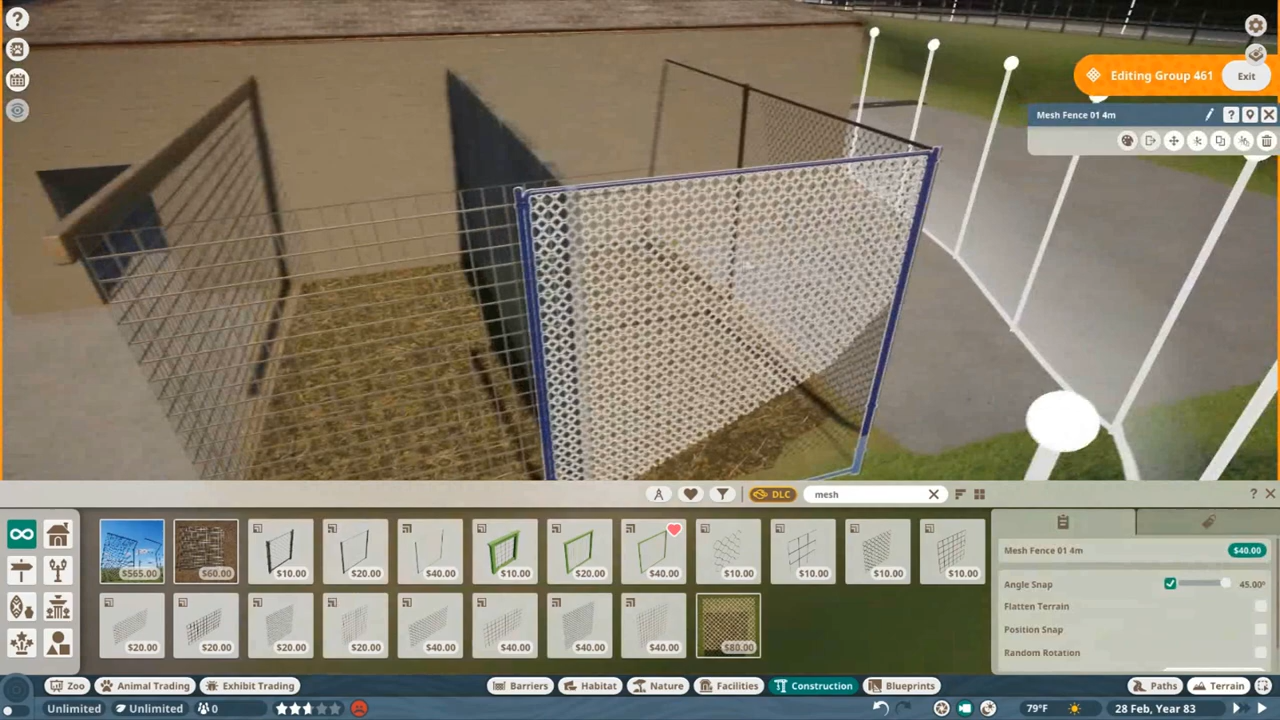 ?
Editing Group 461
Exit
Mesh Fence 01 4m
?
DLC
mesh
?
$565.00
$60.00
$10.00
$20.00
$40.00
$10.00
$20.00
$40.00
$10.00
$10.00
$10.00
$10.00
$20.00
$20.00
$20.00
$20.00
$40.00
$40.00
$40.00
$40.00
$80.00
Mesh Fence 01 4m
$40.00
Angle Snap
45.00°
Flatten Terrain
Position Snap
Random Rotation
Zoo
Animal Trading
Exhibit Trading
Barriers
Habitat
Nature
Facilities
Construction
Blueprints
Paths
Terrain
Unlimited
Unlimited
0
79°F
28 Feb, Year 83